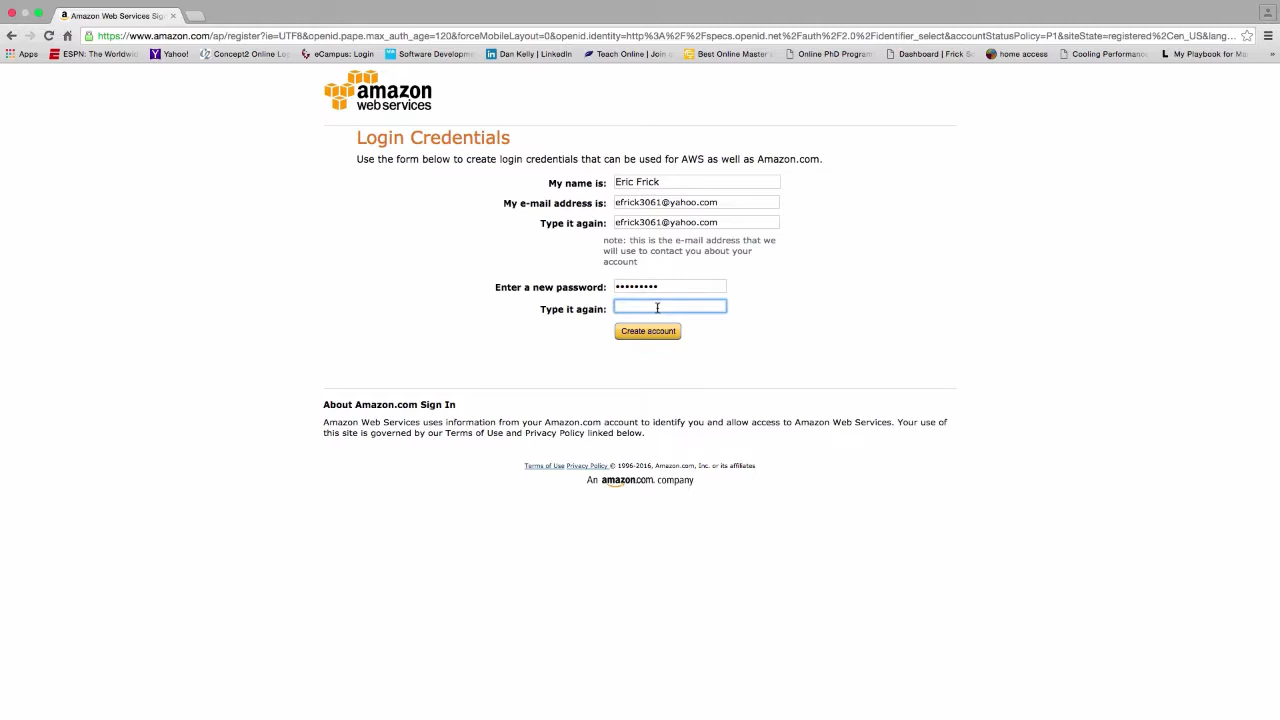 Amazon Web Services Sig
https://www.amazon.com/ap/register?ie=UTF8&openid.pape.max_auth_age=120&forceMobileLayout=0&openid.identity=http%3A%2F%2Fspecs.openid.net%2Fauth%2F2.0%2Fidentifier_select&accountStatusPolicy=P1&siteState=registered%2Cen_US&lang...
Apps ESPN: The Worldwid Yahoo! Concept2 Online Log eCampus: Login Software Developmen Dan Kelly | LinkedIn Teach Online | Join o Best Online Master' Online PhD Program Dashboard | Frick Sc home access Cooling Performanc My Playbook for Ma »
amazon
web services
Login Credentials
Use the form below to create login credentials that can be used for AWS as well as Amazon.com.
My name is: Eric Frick
My e-mail address is: efrick3061@yahoo.com
Type it again: efrick3061@yahoo.com
note: this is the e-mail address that we
will use to contact you about your
account
Enter a new password: •••••••••
Type it again:
Create account
About Amazon.com Sign In
Amazon Web Services uses information from your Amazon.com account to identify you and allow access to Amazon Web Services. Your use
of this site is governed by our Terms of Use and Privacy Policy linked below.
Terms of Use Privacy Policy © 1996-2016, Amazon.com, Inc. or its affiliates
An amazon.com company